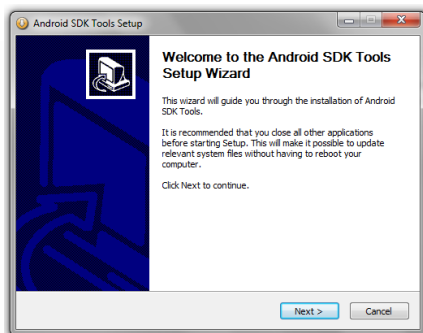 Android SDK Tools Setup
Welcome to the Android SDK Tools
Setup Wizard
This wizard will guide you through the installation of Android
SDK Tools.
It is recommended that you close all other applications
before starting Setup. This will make it possible to update
relevant system files without having to reboot your
computer.
Click Next to continue.
Next >
Cancel